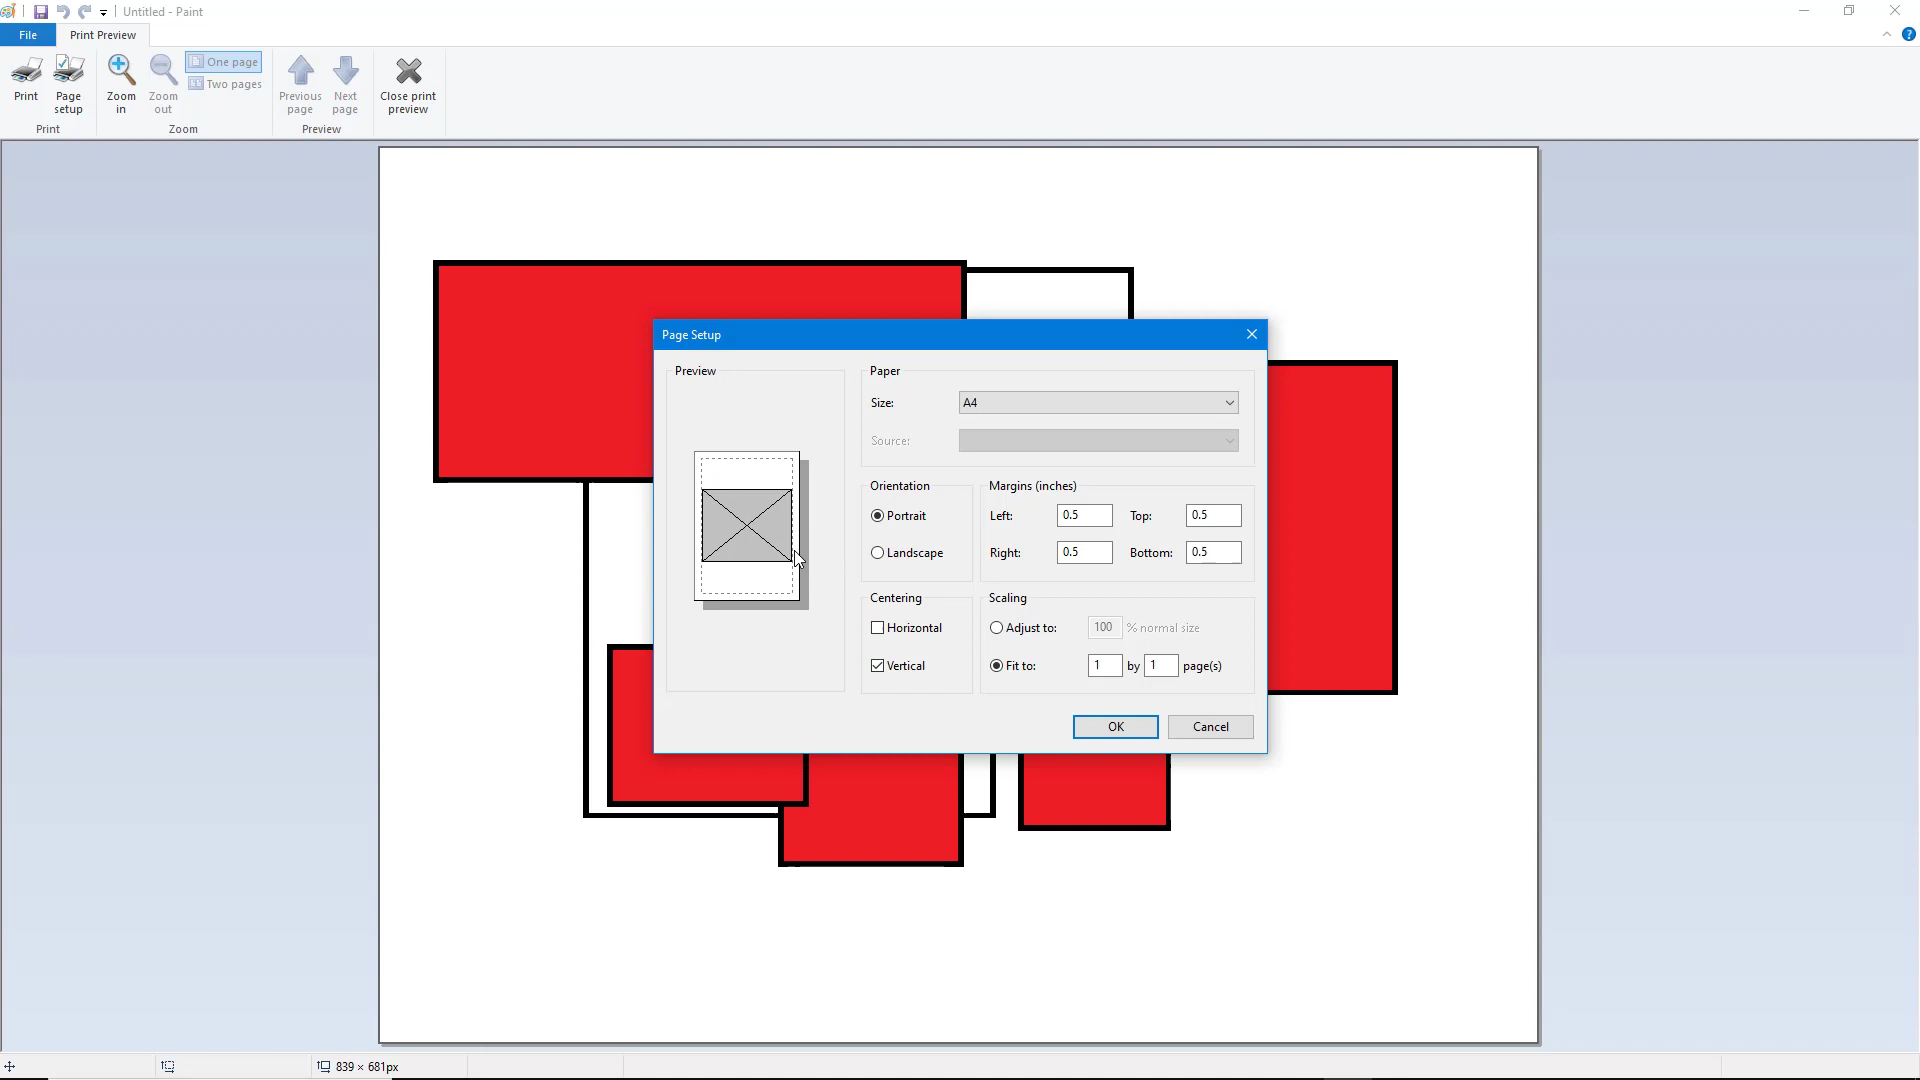 Untitled - Paint
File
Print Preview
Print
Page setup
Zoom in
Zoom out
One page
Two pages
Previous page
Next page
Close print preview
Print
Zoom
Preview
Page Setup
Preview
Paper
Size: A4
Source:
Orientation
Portrait
Landscape
Margins (inches)
Left: 0.5 Top: 0.5
Right: 0.5 Bottom: 0.5
Centering
Horizontal
Vertical
Scaling
Adjust to: 100 % normal size
Fit to: 1 by 1 page(s)
OK
Cancel
839 × 681px